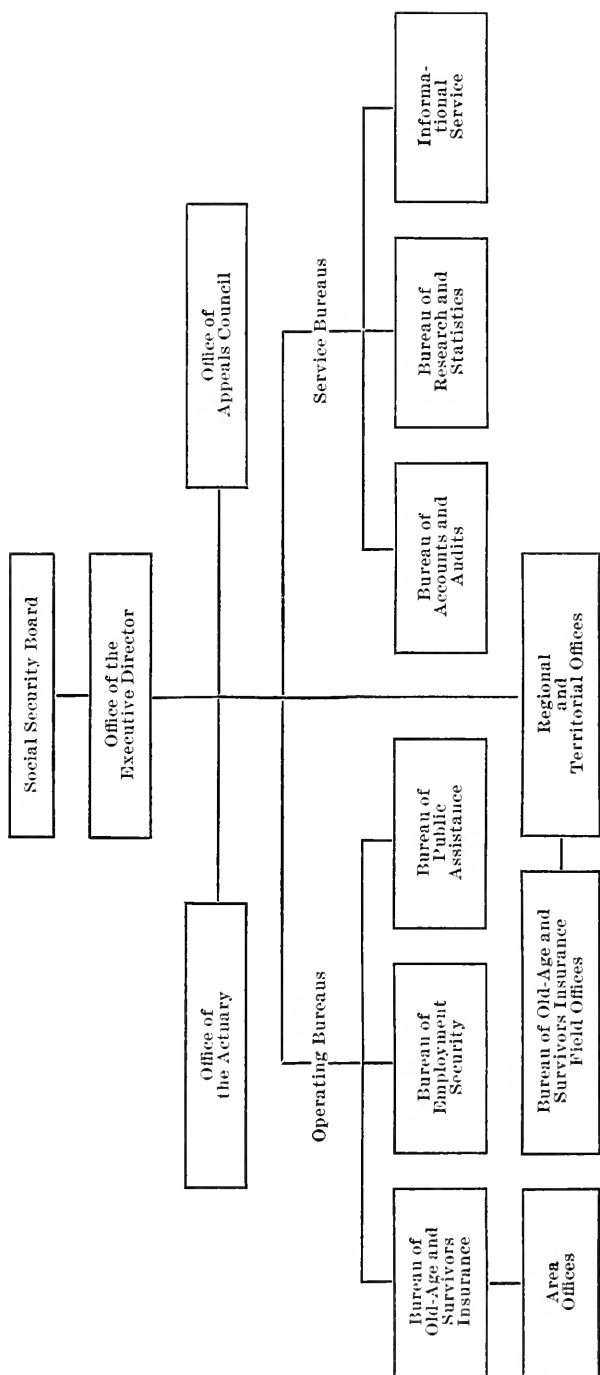 Social Security Board
Office of the
Executive Director
Office of
the Actuary
Office of
Appeals Council
Operating Bureaus
Service Bureaus
Bureau of
Old-Age and
Survivors
Insurance
Bureau of
Employment
Security
Bureau of
Public
Assistance
Bureau of
Accounts and
Audits
Bureau of
Research and
Statistics
Informa-
tional
Service
Area
Offices
Bureau of Old-Age and
Survivors Insurance
Field Offices
Regional
and
Territorial Offices